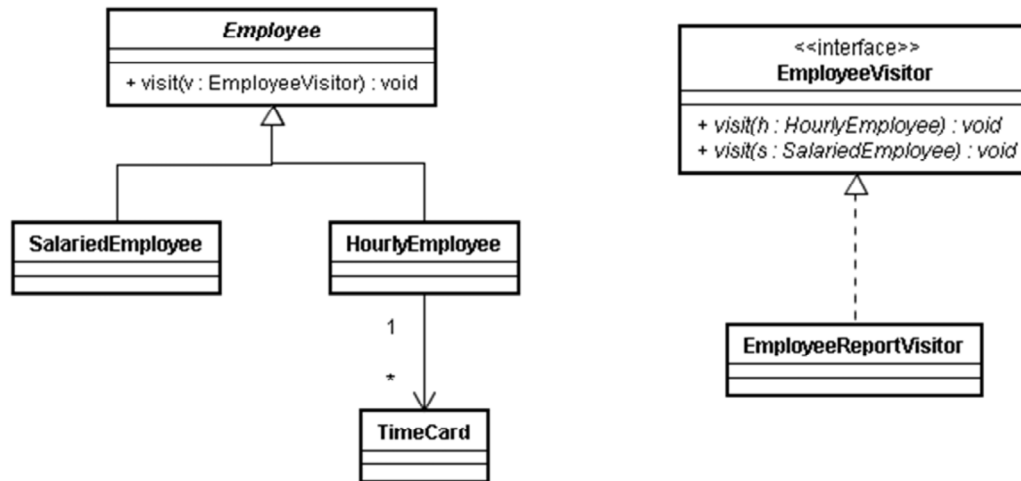 Employee
+ visit(v : EmployeeVisitor) : void
<<interface>>
EmployeeVisitor
+ visit(h : HourlyEmployee) : void
+ visit(s : SalariedEmployee) : void
SalariedEmployee
HourlyEmployee
1
*
TimeCard
EmployeeReportVisitor